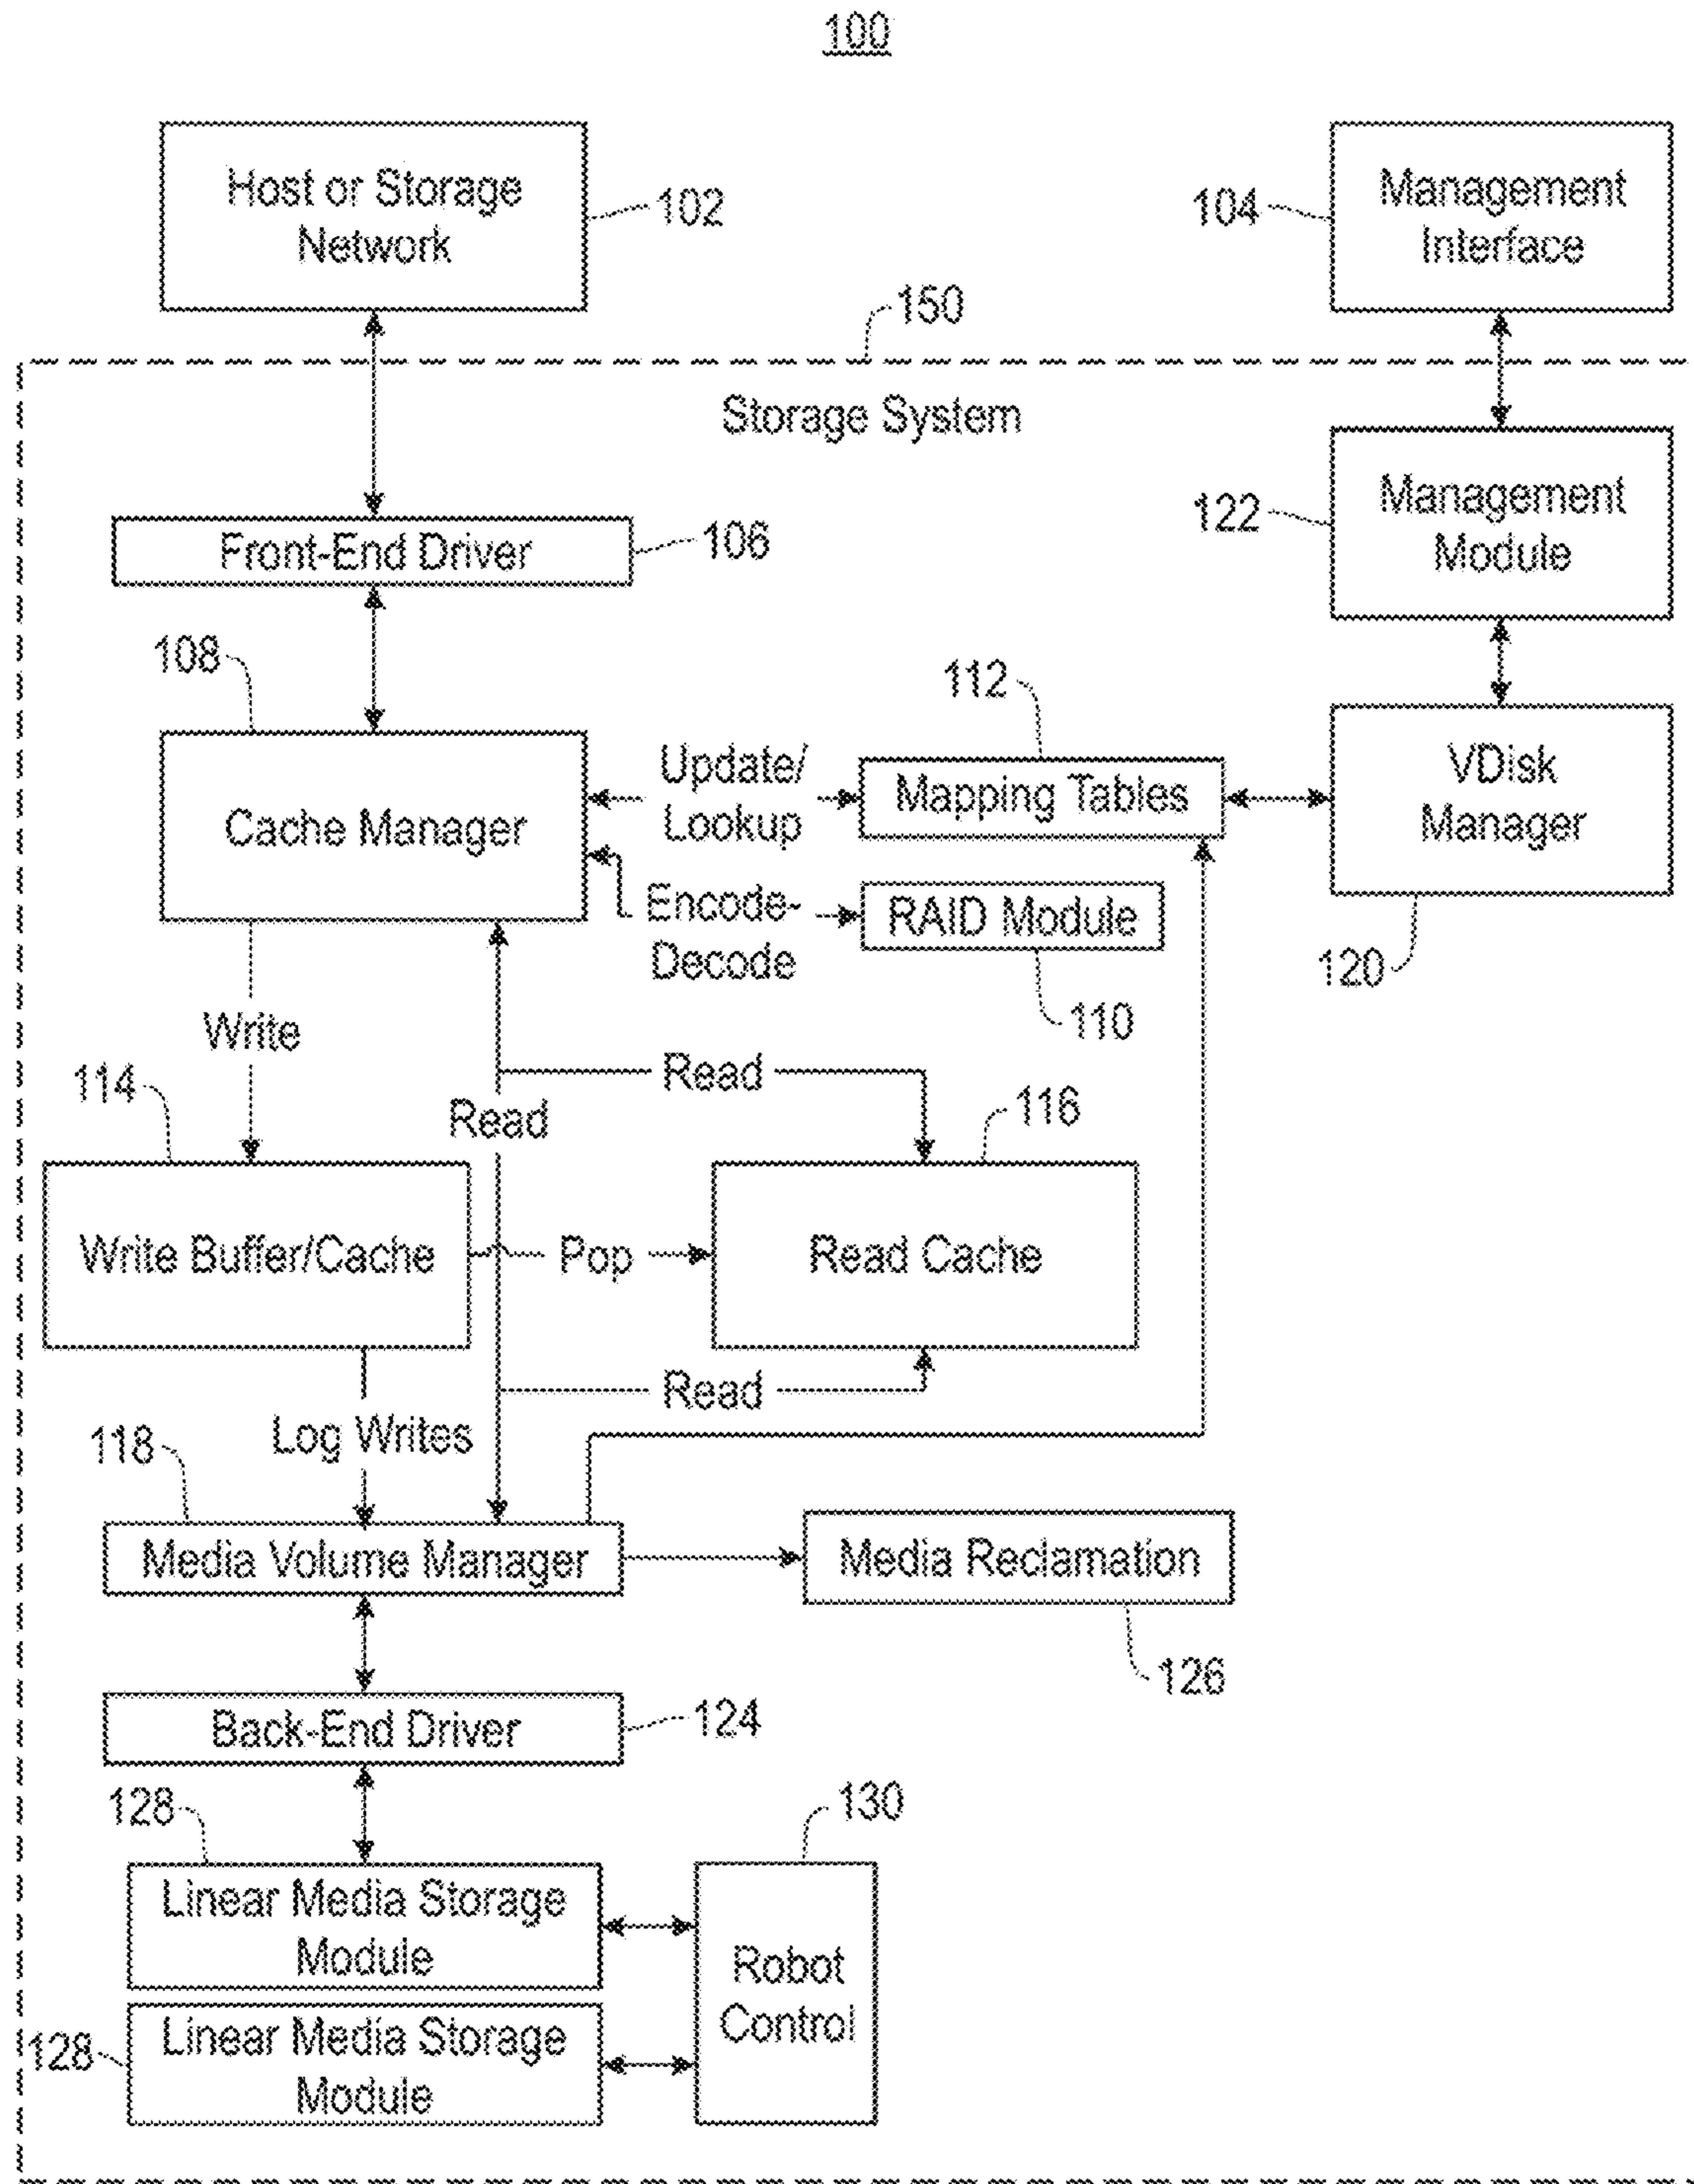 100
Host or Storage
Network
102
104
Management
Interface
150
Storage System
122
Management
Module
Front-End Driver
106
108
112
Cache Manager
Update/
Lookup
Mapping Tables
VDisk
Manager
Encode-
Decode
RAID Module
110
120
Write
114
Read
Read
116
Write Buffer/Cache
Pop
Read Cache
Read
118
Log Writes
Media Volume Manager
Media Reclamation
126
Back-End Driver
124
128
130
Linear Media Storage
Module
Robot
Control
128
Linear Media Storage
Module